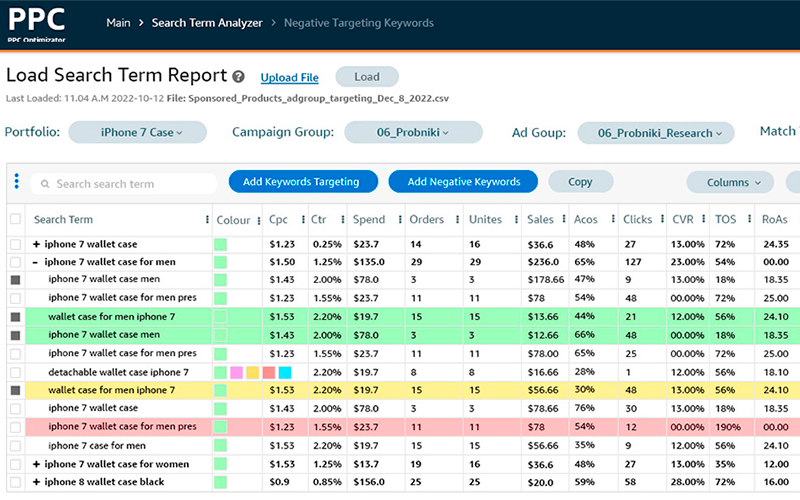 PPC
PPC Optimizator
Main > Search Term Analyzer > Negative Targeting Keywords
Load Search Term Report ? Upload File Load
Last Loaded: 11.04 A.M 2022-10-12 File: Sponsored_Products_adgroup_targeting_Dec_8_2022.csv
Portfolio: iPhone 7 Case Campaign Group: 06_Probniki Ad Goup: 06_Probniki_Research Match
Search search term Add Keywords Targeting Add Negative Keywords Copy Columns
Search Term Colour Cpc Ctr Spend Orders Unites Sales Acos Clicks CVR TOS RoAs
+ iphone 7 wallet case $1.23 0.25% $23.7 14 16 $36.6 48% 27 13.00% 72% 24.35
– iphone 7 wallet case for men $1.50 1.25% $135.0 29 29 $236.0 65% 127 23.00% 54% 00.00
iphone 7 wallet case men $1.43 2.00% $78.0 3 3 $178.66 47% 9 13.00% 18% 18.35
iphone 7 wallet case for men pres $1.23 1.55% $23.7 11 11 $78 54% 48 00.00% 72% 25.00
wallet case for men iphone 7 $1.53 2.20% $19.7 15 15 $13.66 44% 21 12.00% 56% 24.10
iphone 7 wallet case men $1.43 2.00% $78.0 3 3 $12.66 66% 48 00.00% 18% 18.35
iphone 7 wallet case for men pres $1.23 1.55% $23.7 11 11 $78.00 65% 25 00.00% 72% 25.00
detachable wallet case iphone 7 2.20% $19.7 8 8 $16.66 28% 1 12.00% 56% 18.10
wallet case for men iphone 7 $1.53 2.20% $19.7 15 15 $56.66 30% 48 13.00% 56% 24.10
iphone 7 wallet case $1.43 2.00% $78.0 3 3 $78.66 76% 30 13.00% 18% 18.35
iphone 7 wallet case for men pres $1.23 1.55% $23.7 11 11 $78 54% 12 00.00% 190% 00.00
iphone 7 case for men $1.53 2.20% $19.7 15 15 $56.66 35% 9 12.00% 56% 24.10
+ iphone 7 wallet case for women $1.53 1.25% $13.7 19 16 $36.6 48% 27 13.00% 35% 12.00
+ iphone 8 wallet case black $0.9 0.85% $156.0 25 25 $20.0 59% 58 28.00% 72% 16.00